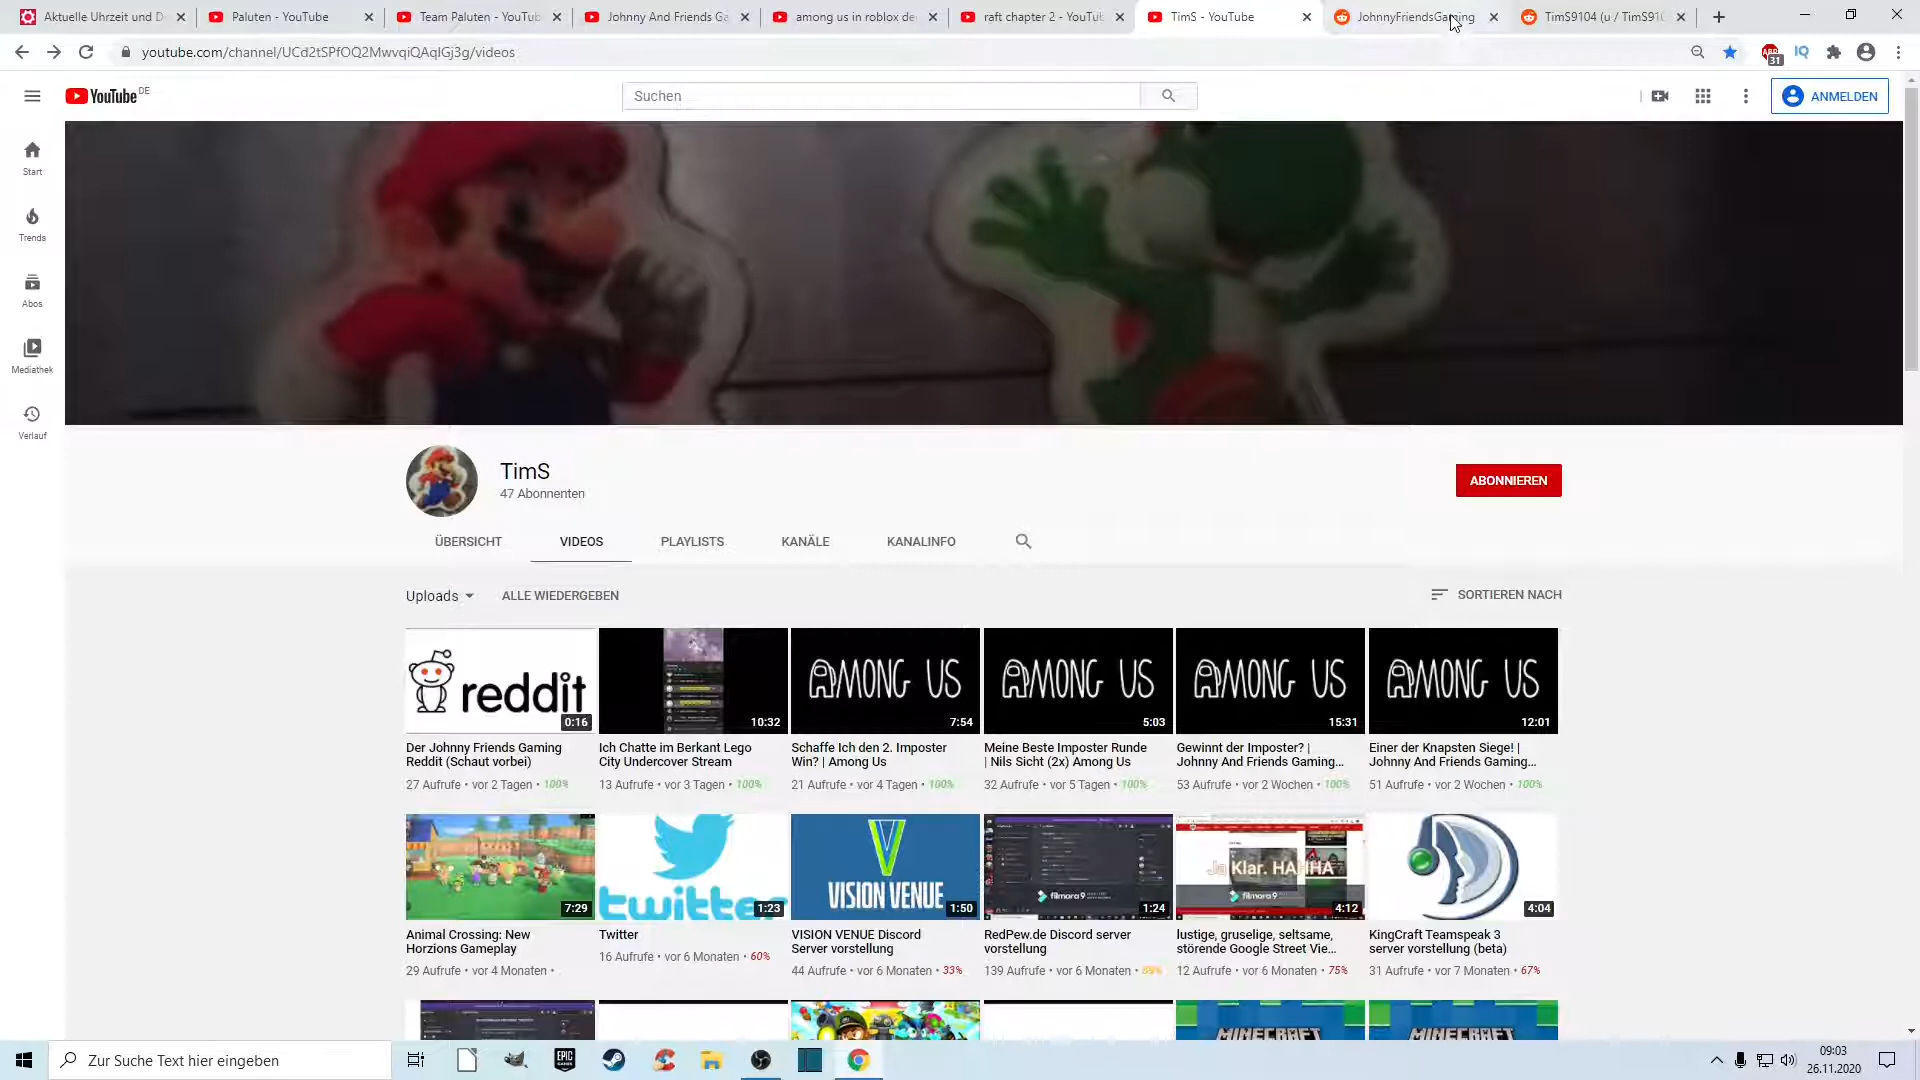 Aktuelle Uhrzeit und D
Paluten - YouTube
Team Paluten - YouTub
Johnny And Friends Ga
among us in roblox de
raft chapter 2 - YouTub
TimS - YouTube
JohnnyFriendsGaming
TimS9104 (u / TimS910
youtube.com/channel/UCd2tSPfOQ2MwvqiQAqIGj3g/videos
ABP
31
IQ
YouTube DE
Suchen
ANMELDEN
Start
Trends
Abos
Mediathek
Verlauf
TimS
47 Abonnenten
ABONNIEREN
ÜBERSICHT
VIDEOS
PLAYLISTS
KANÄLE
KANALINFO
Uploads
ALLE WIEDERGEBEN
SORTIEREN NACH
reddit
0:16
10:32
AMONG US
7:54
AMONG US
5:03
AMONG US
15:31
AMONG US
12:01
Der Johnny Friends Gaming
Reddit (Schaut vorbei)
27 Aufrufe • vor 2 Tagen • 100%
Ich Chatte im Berkant Lego
City Undercover Stream
13 Aufrufe • vor 3 Tagen • 100%
Schaffe Ich den 2. Imposter
Win? | Among Us
21 Aufrufe • vor 4 Tagen • 100%
Meine Beste Imposter Runde
| Nils Sicht (2x) Among Us
32 Aufrufe • vor 5 Tagen • 100%
Gewinnt der Imposter? |
Johnny And Friends Gaming...
53 Aufrufe • vor 2 Wochen • 100%
Einer der Knapsten Siege! |
Johnny And Friends Gaming...
51 Aufrufe • vor 2 Wochen • 100%
7:29
twitter
1:23
VISION VENUE
1:50
filmora 9
1:24
Ja Klar. HAHHA
filmora 9
4:12
4:04
Animal Crossing: New
Horzions Gameplay
29 Aufrufe • vor 4 Monaten •
Twitter
16 Aufrufe • vor 6 Monaten • 60%
VISION VENUE Discord
Server vorstellung
44 Aufrufe • vor 6 Monaten • 33%
RedPew.de Discord server
vorstellung
139 Aufrufe • vor 6 Monaten •
lustige, gruselige, seltsame,
störende Google Street Vie...
12 Aufrufe • vor 6 Monaten • 75%
KingCraft Teamspeak 3
server vorstellung (beta)
31 Aufrufe • vor 7 Monaten • 67%
MINECRAFT
MINECRAFT
Zur Suche Text hier eingeben
EPIC
GAMES
09:03
26.11.2020